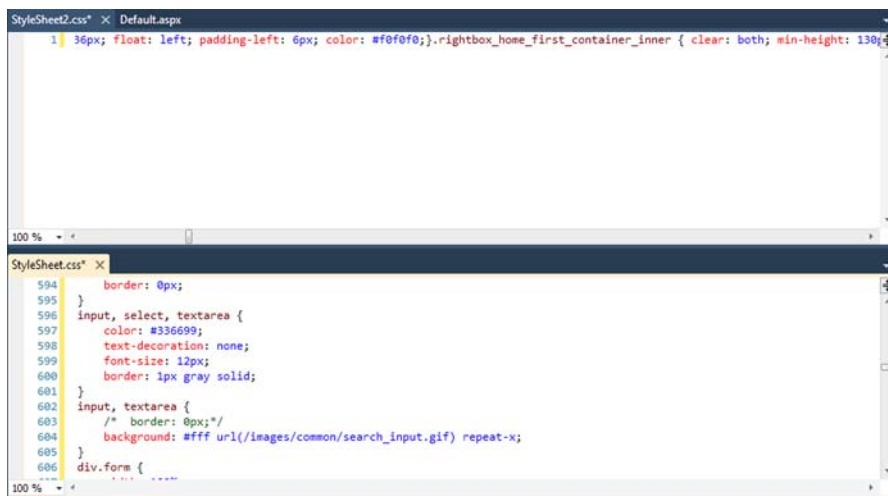 StyleSheet2.css* × Default.aspx
1 36px; float: left; padding-left: 6px; color: #f0f0f0;}.rightbox_home_first_container_inner { clear: both; min-height: 130p
100 %
StyleSheet.css* ×
594 border: 0px;
595 }
596 input, select, textarea {
597 color: #336699;
598 text-decoration: none;
599 font-size: 12px;
600 border: 1px gray solid;
601 }
602 input, textarea {
603 /* border: 0px;*/
604 background: #fff url(/images/common/search_input.gif) repeat-x;
605 }
606 div.form {
100 %